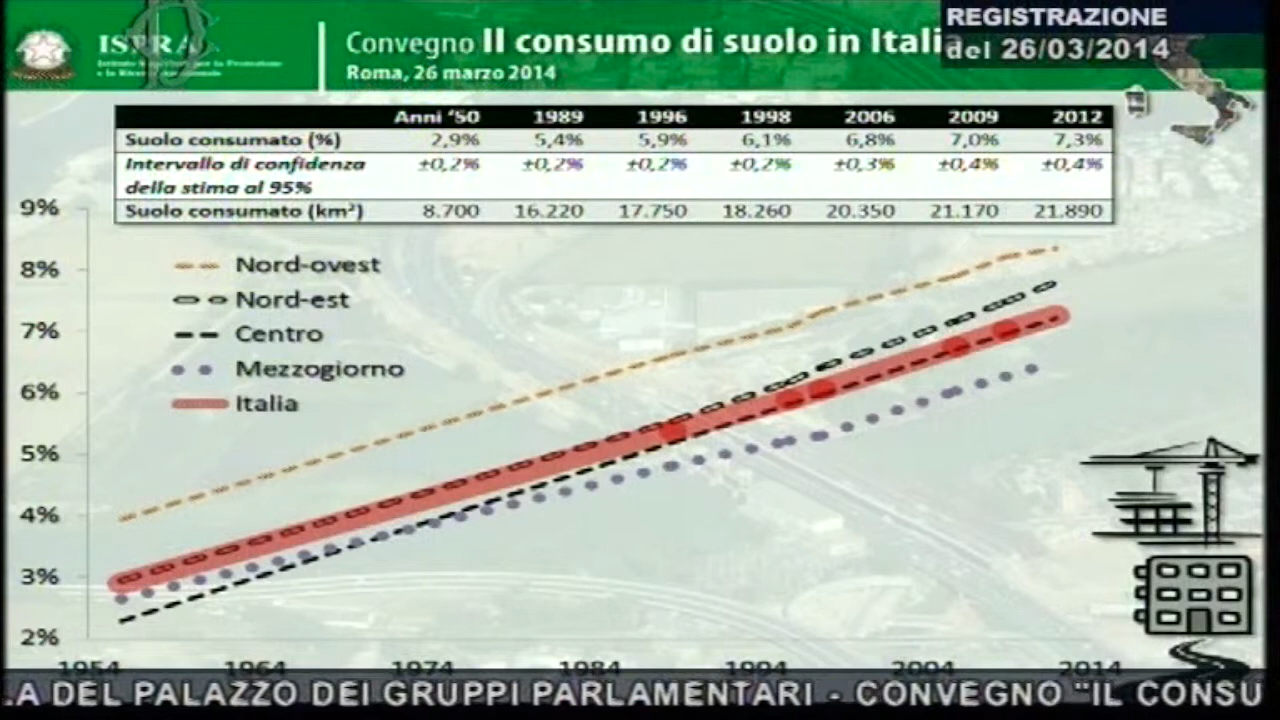 REGISTRAZIONE
del 26/03/2014
ISPRA
Convegno Il consumo di suolo in Italia
Roma, 26 marzo 2014
Anni ‘50 1989 1996 1998 2006 2009 2012
Suolo consumato (%) 2,9% 5,4% 5,9% 6,1% 6,8% 7,0% 7,3%
Intervallo di confidenza ±0,2% ±0,2% ±0,2% ±0,2% ±0,3% ±0,4% ±0,4%
della stima al 95%
Suolo consumato (km²) 8.700 16.220 17.750 18.260 20.350 21.170 21.890
9%
8%
7%
6%
5%
4%
3%
2%
Nord-ovest
Nord-est
Centro
Mezzogiorno
Italia
1954 1964 1974 1984 1994 2004 2014
LA DEL PALAZZO DEI GRUPPI PARLAMENTARI - CONVEGNO "IL CONSU